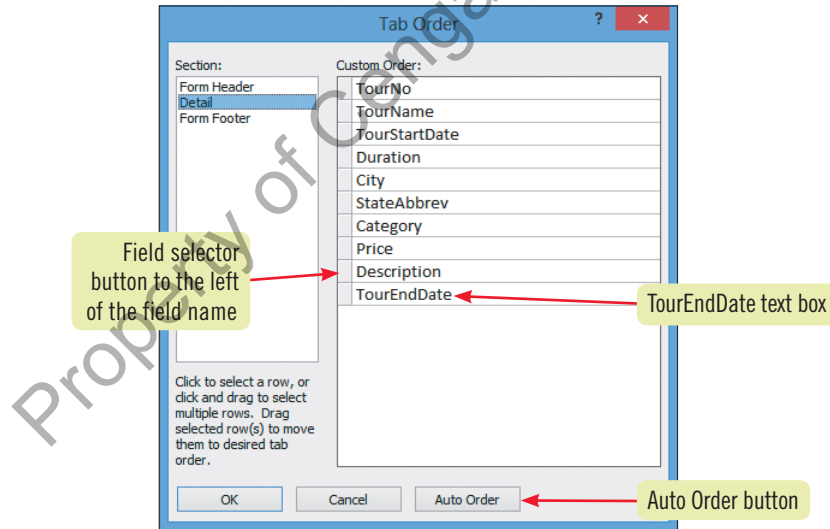 Tab Order
?
×
Section:
Custom Order:
Form Header
Detail
Form Footer
TourNo
TourName
TourStartDate
Duration
City
StateAbbrev
Category
Price
Description
TourEndDate
Field selector
button to the left
of the field name
TourEndDate text box
Click to select a row, or
click and drag to select
multiple rows. Drag
selected row(s) to move
them to desired tab
order.
OK
Cancel
Auto Order
Auto Order button
Property of Cenga